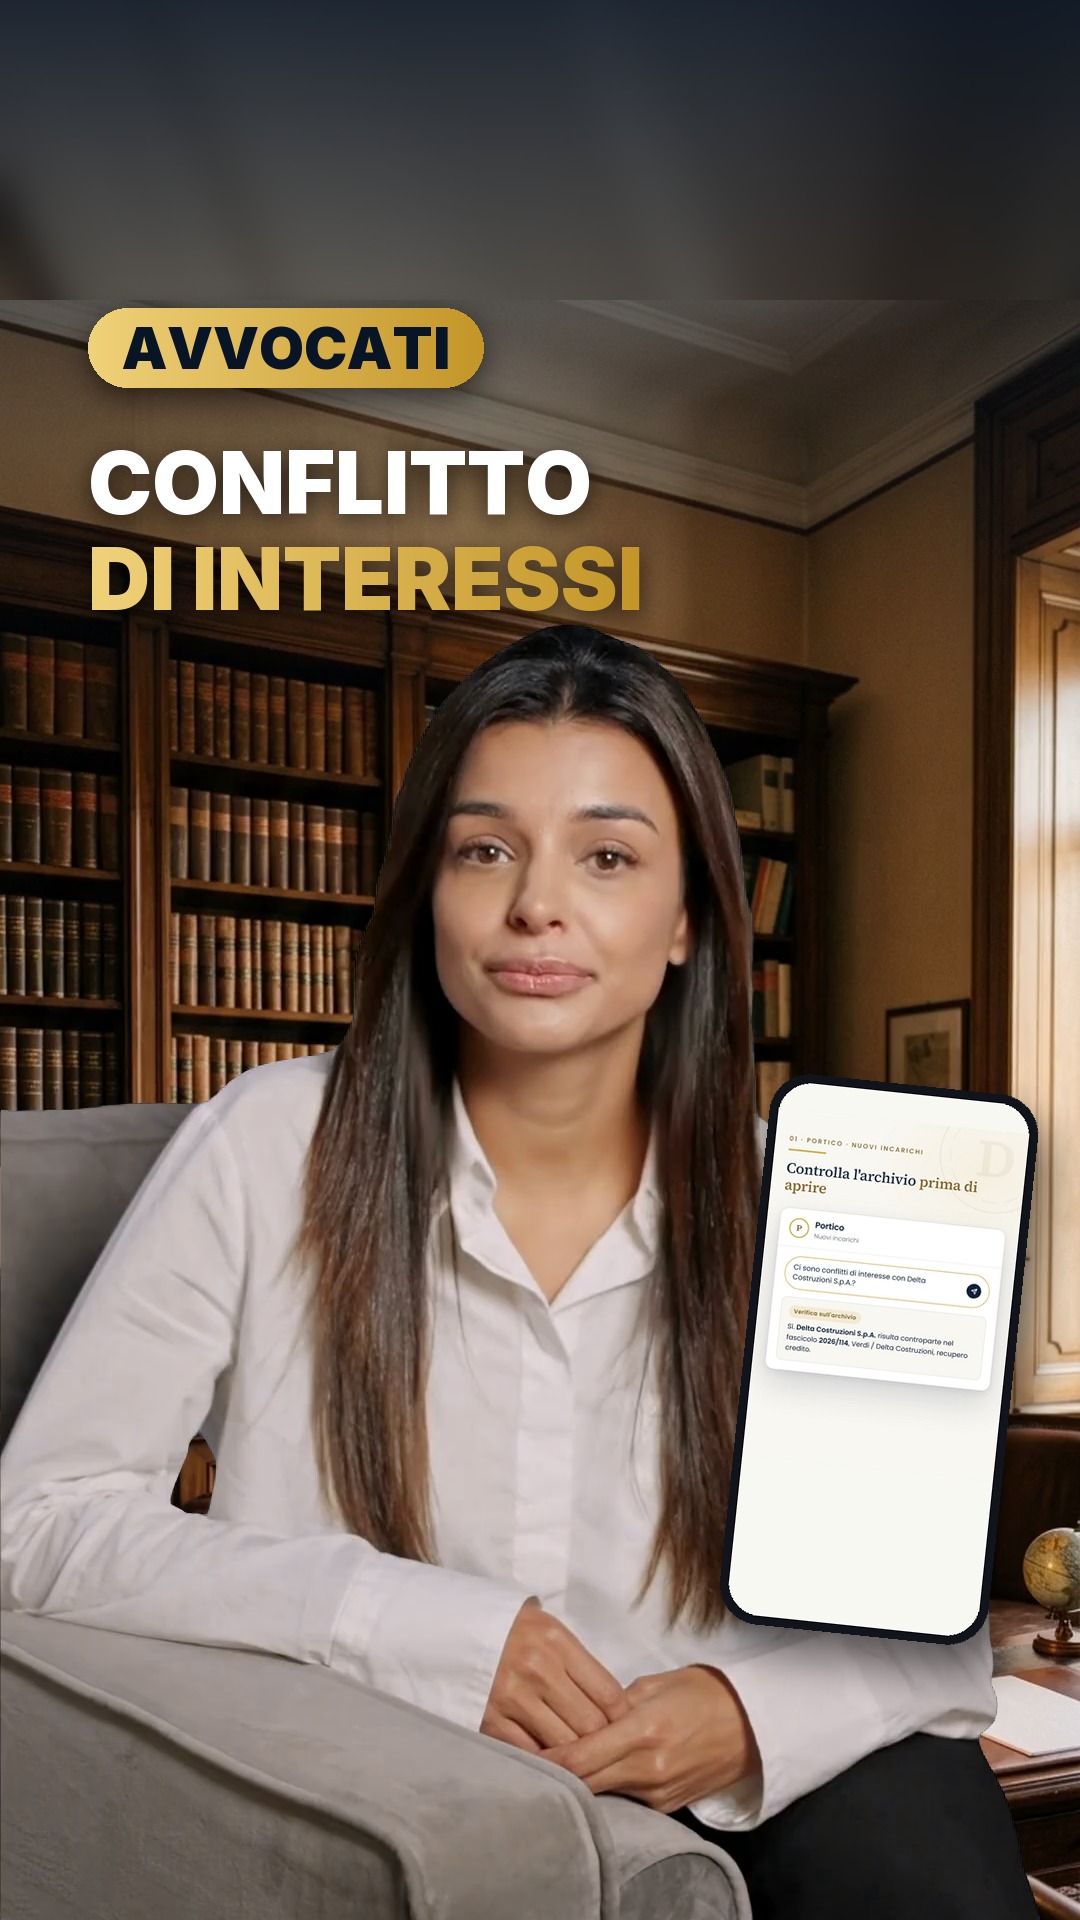 AVVOCATI
CONFLITTO
DI INTERESSI
01 · PORTICO · NUOVI INCARICHI
D
Controlla l'archivio prima di
aprire
P
Portico
Nuovi incarichi
Ci sono conflitti di interesse con Delta
Costruzioni S.p.A.?
Verifica sull'archivio
Sì. Delta Costruzioni S.p.A. risulta controparte nel
fascicolo 2026/114, Verdi / Delta Costruzioni, recupero
credito.